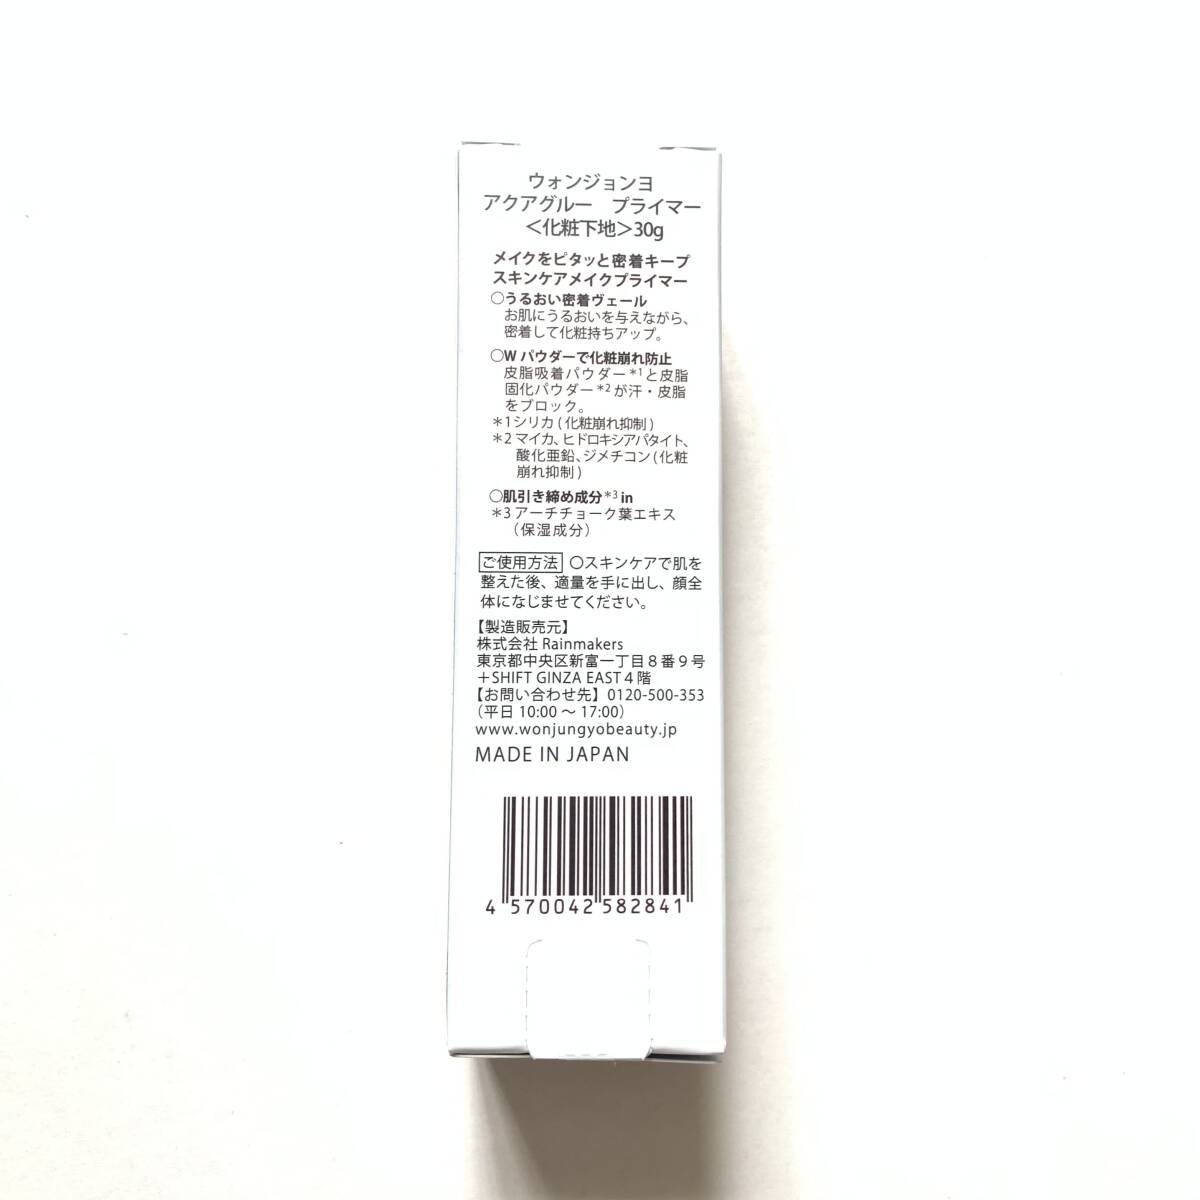 ウォンジョンヨ
アクアグルー　プライマー
＜化粧下地＞30g
メイクをピタッと密着キープ
スキンケアメイクプライマー
○うるおい密着ヴェール
お肌にうるおいを与えながら、
密着して化粧持ちアップ。
○W パウダーで化粧崩れ防止
皮脂吸着パウダー＊1と皮脂
固化パウダー＊2が汗・皮脂
をブロック。
＊1シリカ(化粧崩れ抑制)
＊2マイカ、ヒドロキシアパタイト、
酸化亜鉛、ジメチコン(化粧
崩れ抑制)
○肌引き締め成分＊3 in
＊3アーチチョーク葉エキス
（保湿成分）
ご使用方法 ○スキンケアで肌を
整えた後、適量を手に出し、顔全
体になじませてください。
【製造販売元】
株式会社 Rainmakers
東京都中央区新富一丁目８番９号
＋SHIFT GINZA EAST４階
【お問い合わせ先】0120-500-353
（平日 10:00 ～ 17:00）
www.wonjungyobeauty.jp
MADE IN JAPAN
4 570042 582841